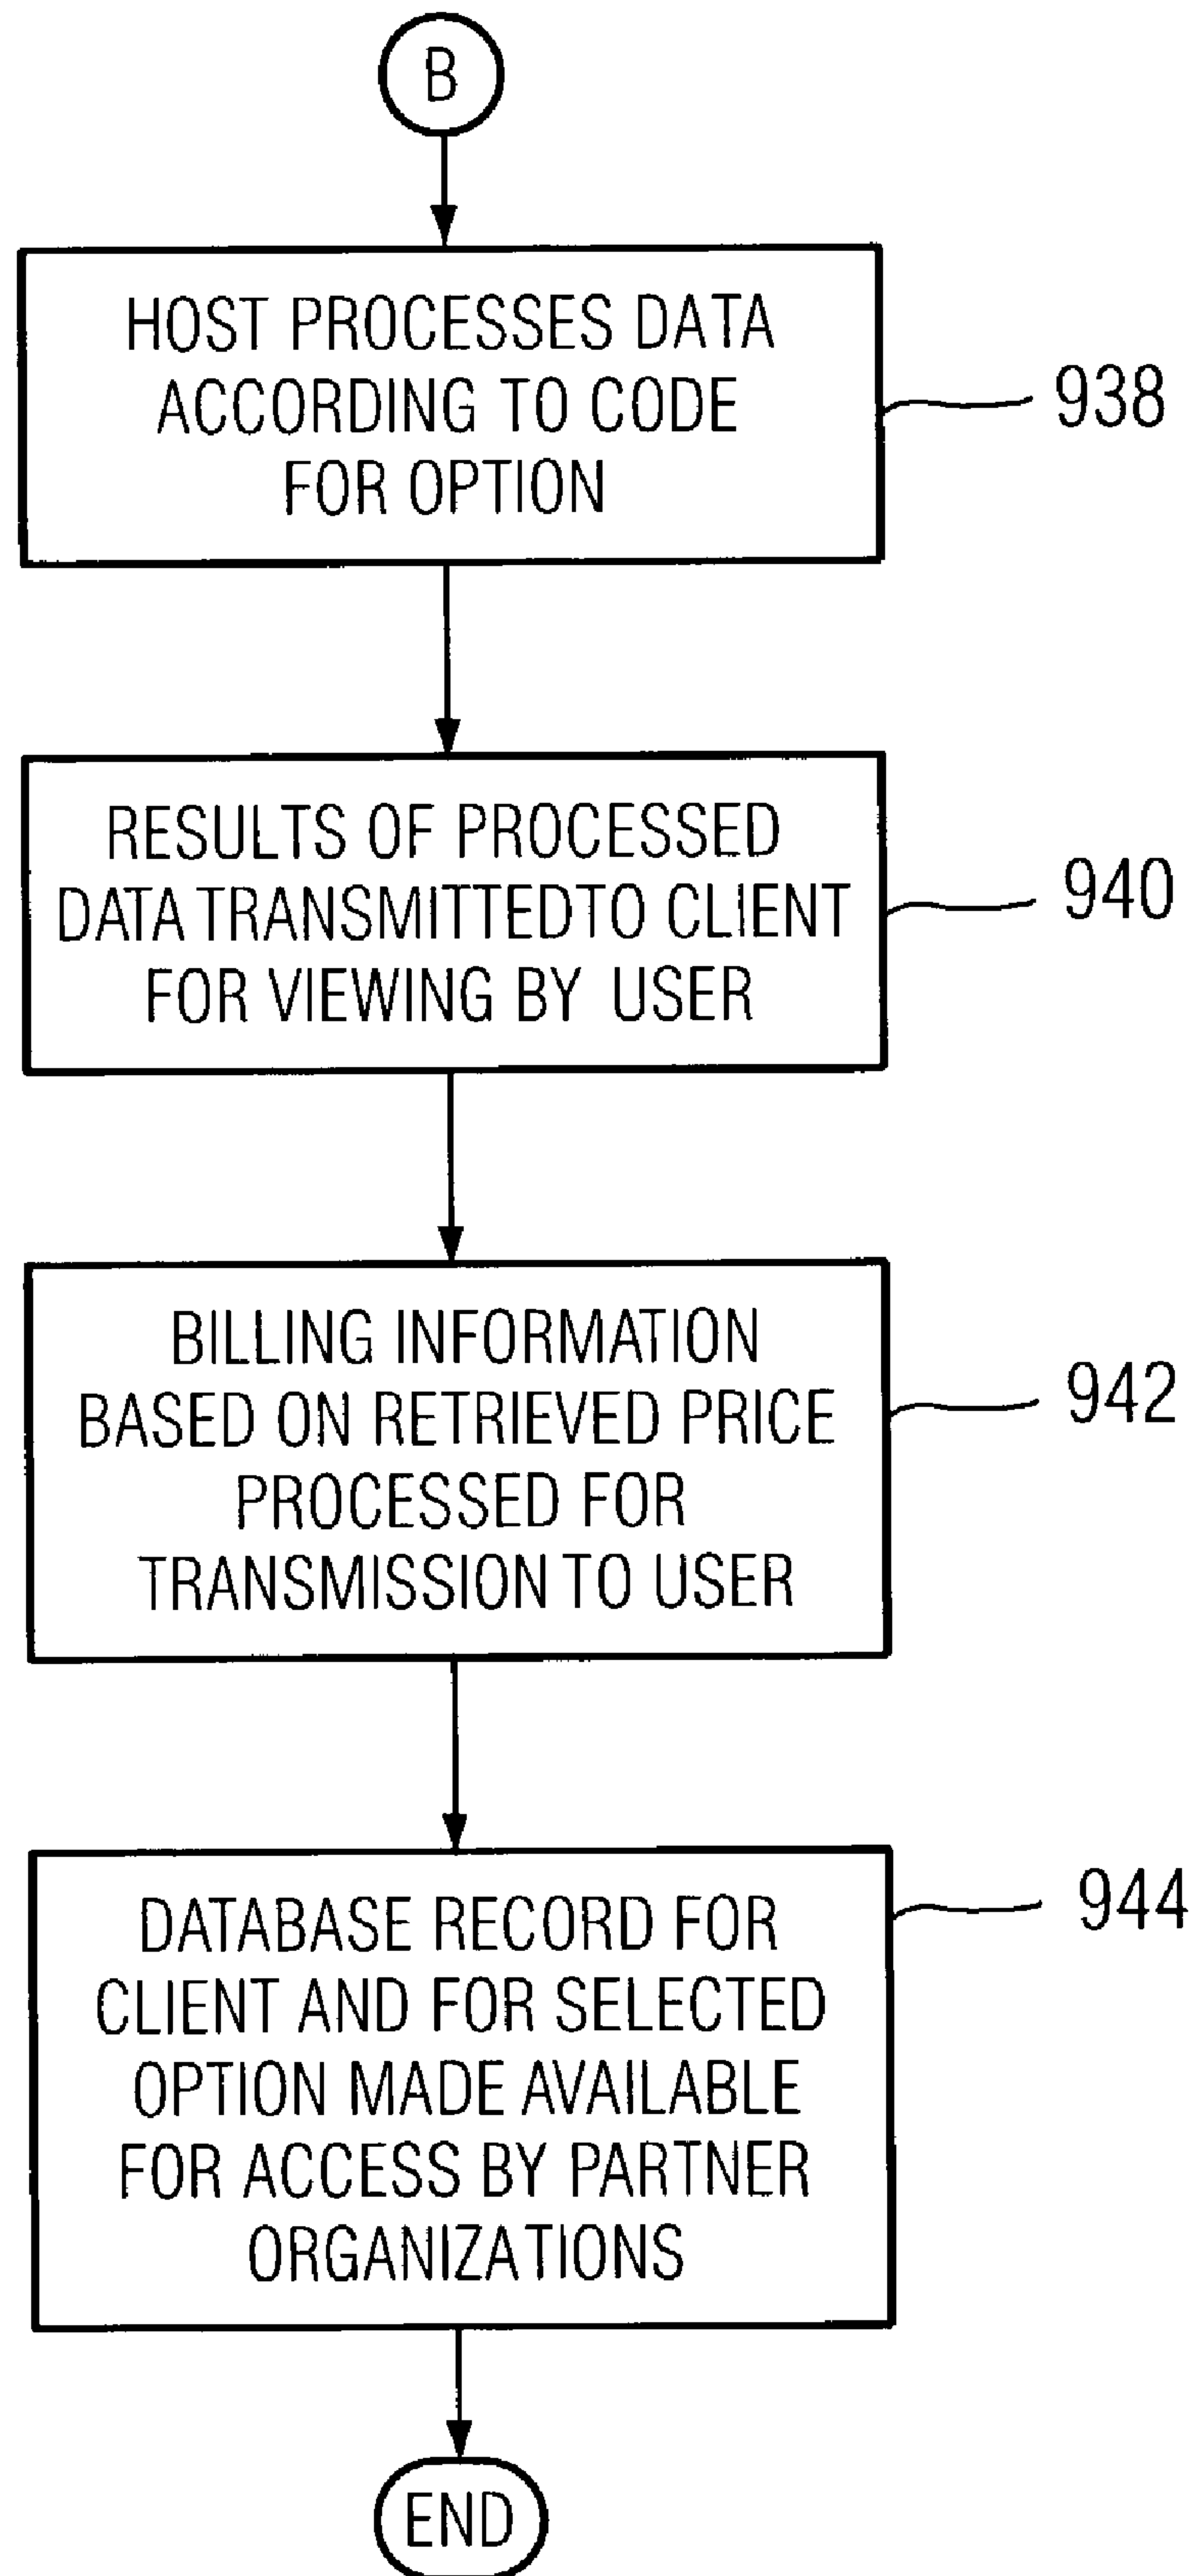 B
HOST PROCESSES DATA
ACCORDING TO CODE
FOR OPTION
938
RESULTS OF PROCESSED
DATA TRANSMITTEDTO CLIENT
FOR VIEWING BY USER
940
BILLING INFORMATION
BASED ON RETRIEVED PRICE
PROCESSED FOR
TRANSMISSION TO USER
942
DATABASE RECORD FOR
CLIENT AND FOR SELECTED
OPTION MADE AVAILABLE
FOR ACCESS BY PARTNER
ORGANIZATIONS
944
END